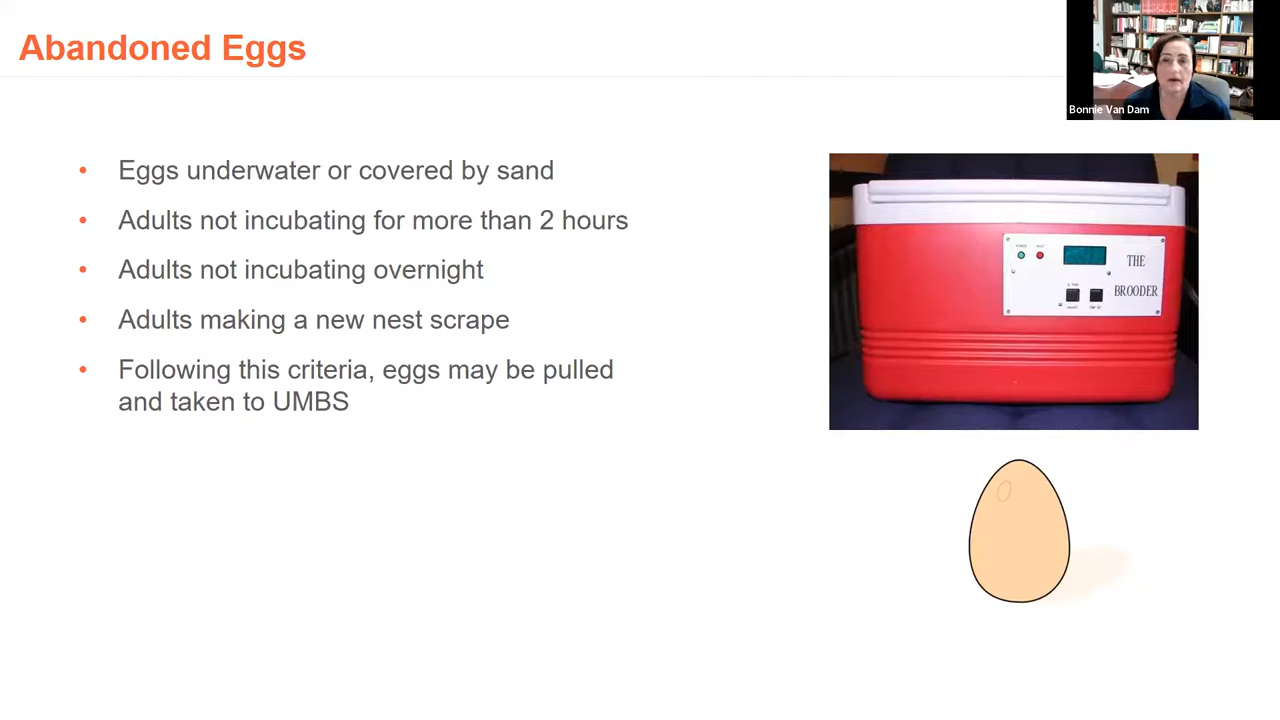 Abandoned Eggs
Bonnie Van Dam
• Eggs underwater or covered by sand
• Adults not incubating for more than 2 hours
• Adults not incubating overnight
• Adults making a new nest scrape
• Following this criteria, eggs may be pulled
and taken to UMBS
THE
BROODER